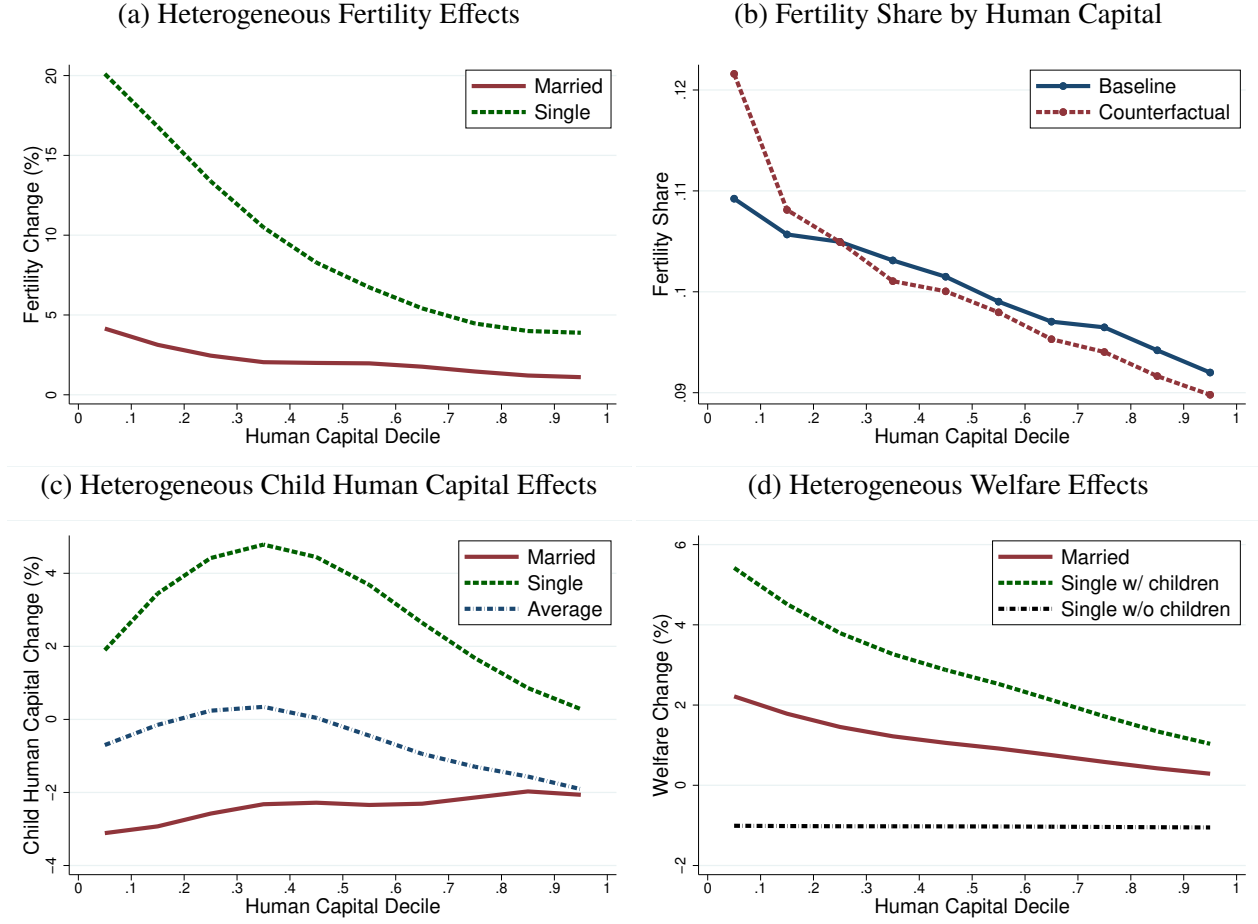 (a) Heterogeneous Fertility Effects
Fertility Change (%)
20
15
10
5
0
Married
Single
0 .1 .2 .3 .4 .5 .6 .7 .8 .9 1
Human Capital Decile
(b) Fertility Share by Human Capital
Fertility Share
.12
.11
.1
.09
Baseline
Counterfactual
0 .1 .2 .3 .4 .5 .6 .7 .8 .9 1
Human Capital Decile
(c) Heterogeneous Child Human Capital Effects
Child Human Capital Change (%)
4
2
0
−2
−4
Married
Single
Average
0 .1 .2 .3 .4 .5 .6 .7 .8 .9 1
Human Capital Decile
(d) Heterogeneous Welfare Effects
Welfare Change (%)
6
4
2
0
−2
Married
Single w/ children
Single w/o children
0 .1 .2 .3 .4 .5 .6 .7 .8 .9 1
Human Capital Decile